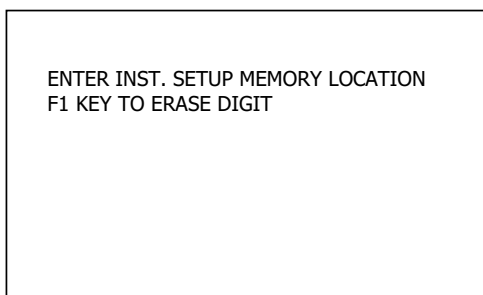 ENTER INST. SETUP MEMORY LOCATION
F1 KEY TO ERASE DIGIT